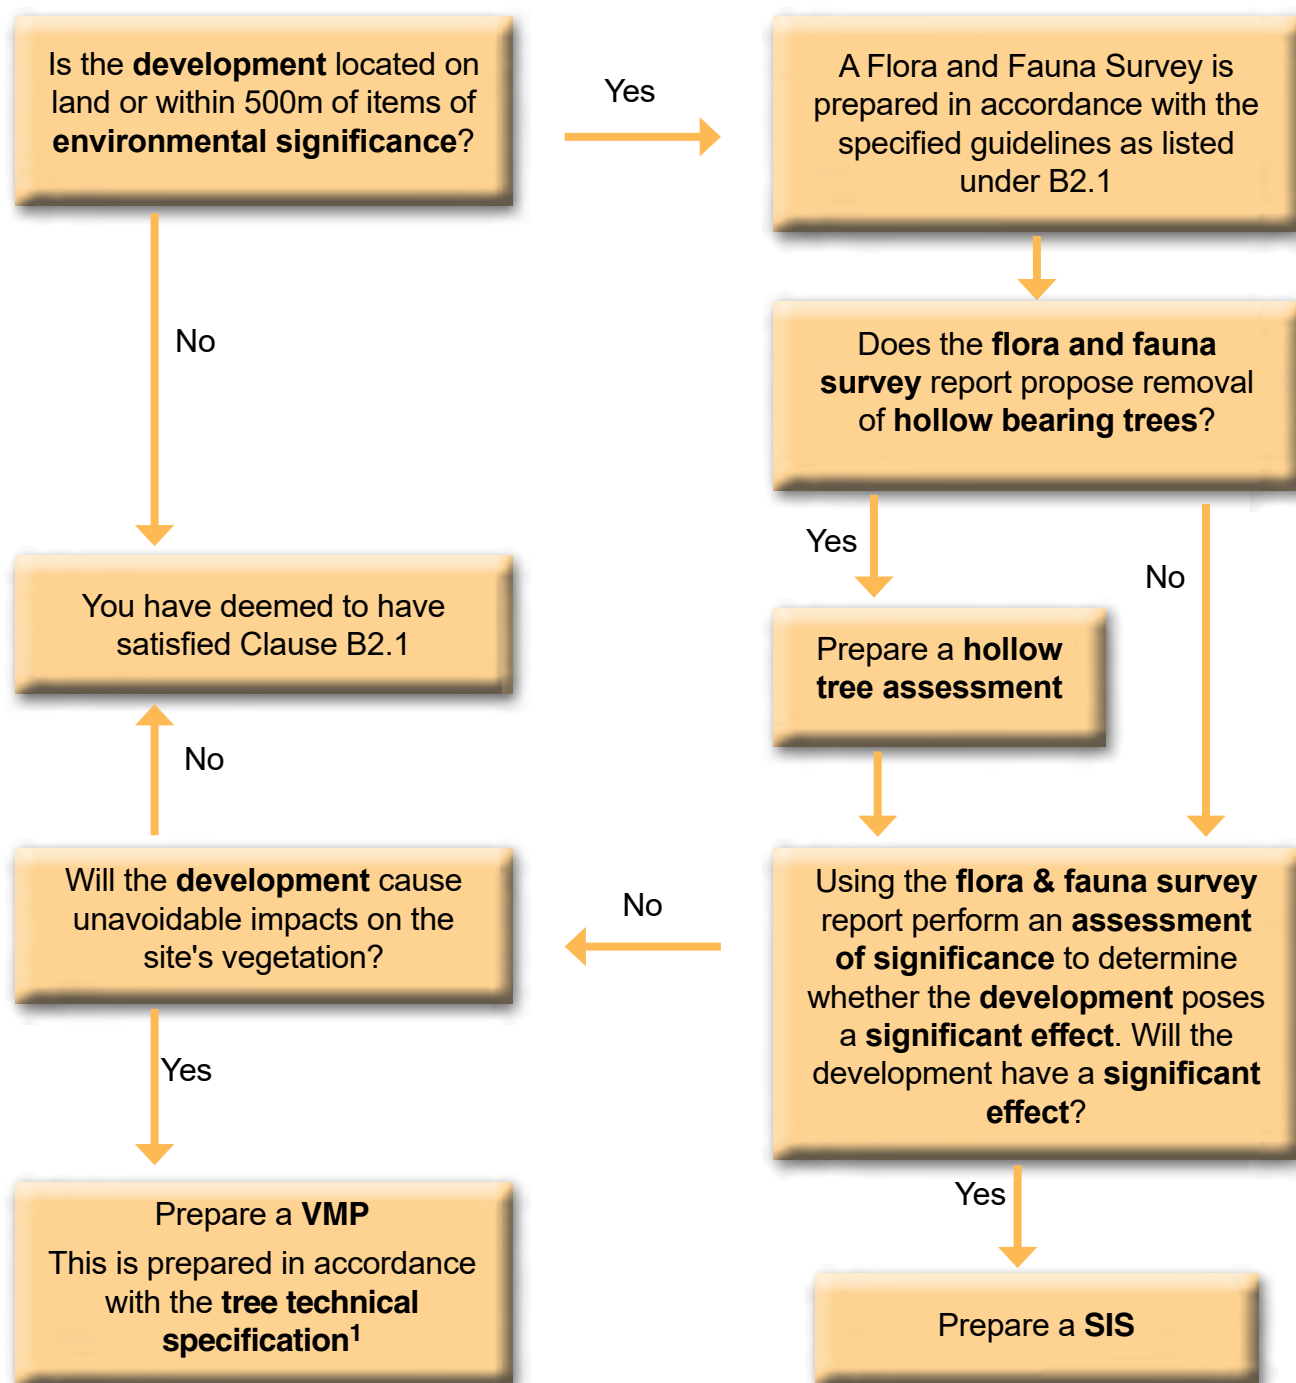 Is the development located on
land or within 500m of items of
environmental significance?
Yes
A Flora and Fauna Survey is
prepared in accordance with the
specified guidelines as listed
under B2.1
No
Does the flora and fauna
survey report propose removal
of hollow bearing trees?
Yes
No
You have deemed to have
satisfied Clause B2.1
Prepare a hollow
tree assessment
No
Will the development cause
unavoidable impacts on the
site's vegetation?
No
Using the flora & fauna survey
report perform an assessment
of significance to determine
whether the development poses
a significant effect. Will the
development have a significant
effect?
Yes
Yes
Prepare a VMP
This is prepared in accordance
with the tree technical
specification¹
Prepare a SIS